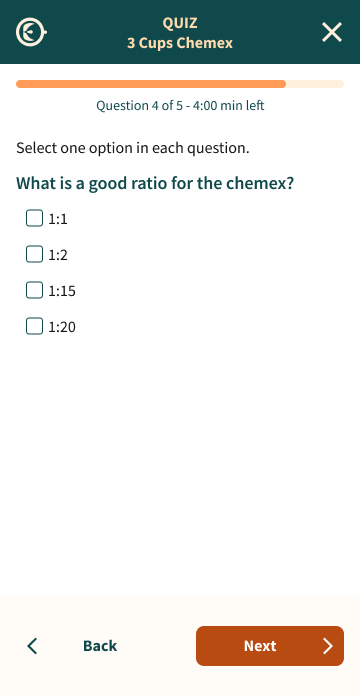 QUIZ
3 Cups Chemex
Question 4 of 5 - 4:00 min left
Select one option in each question.
What is a good ratio for the chemex?
1:1
1:2
1:15
1:20
Back
Next